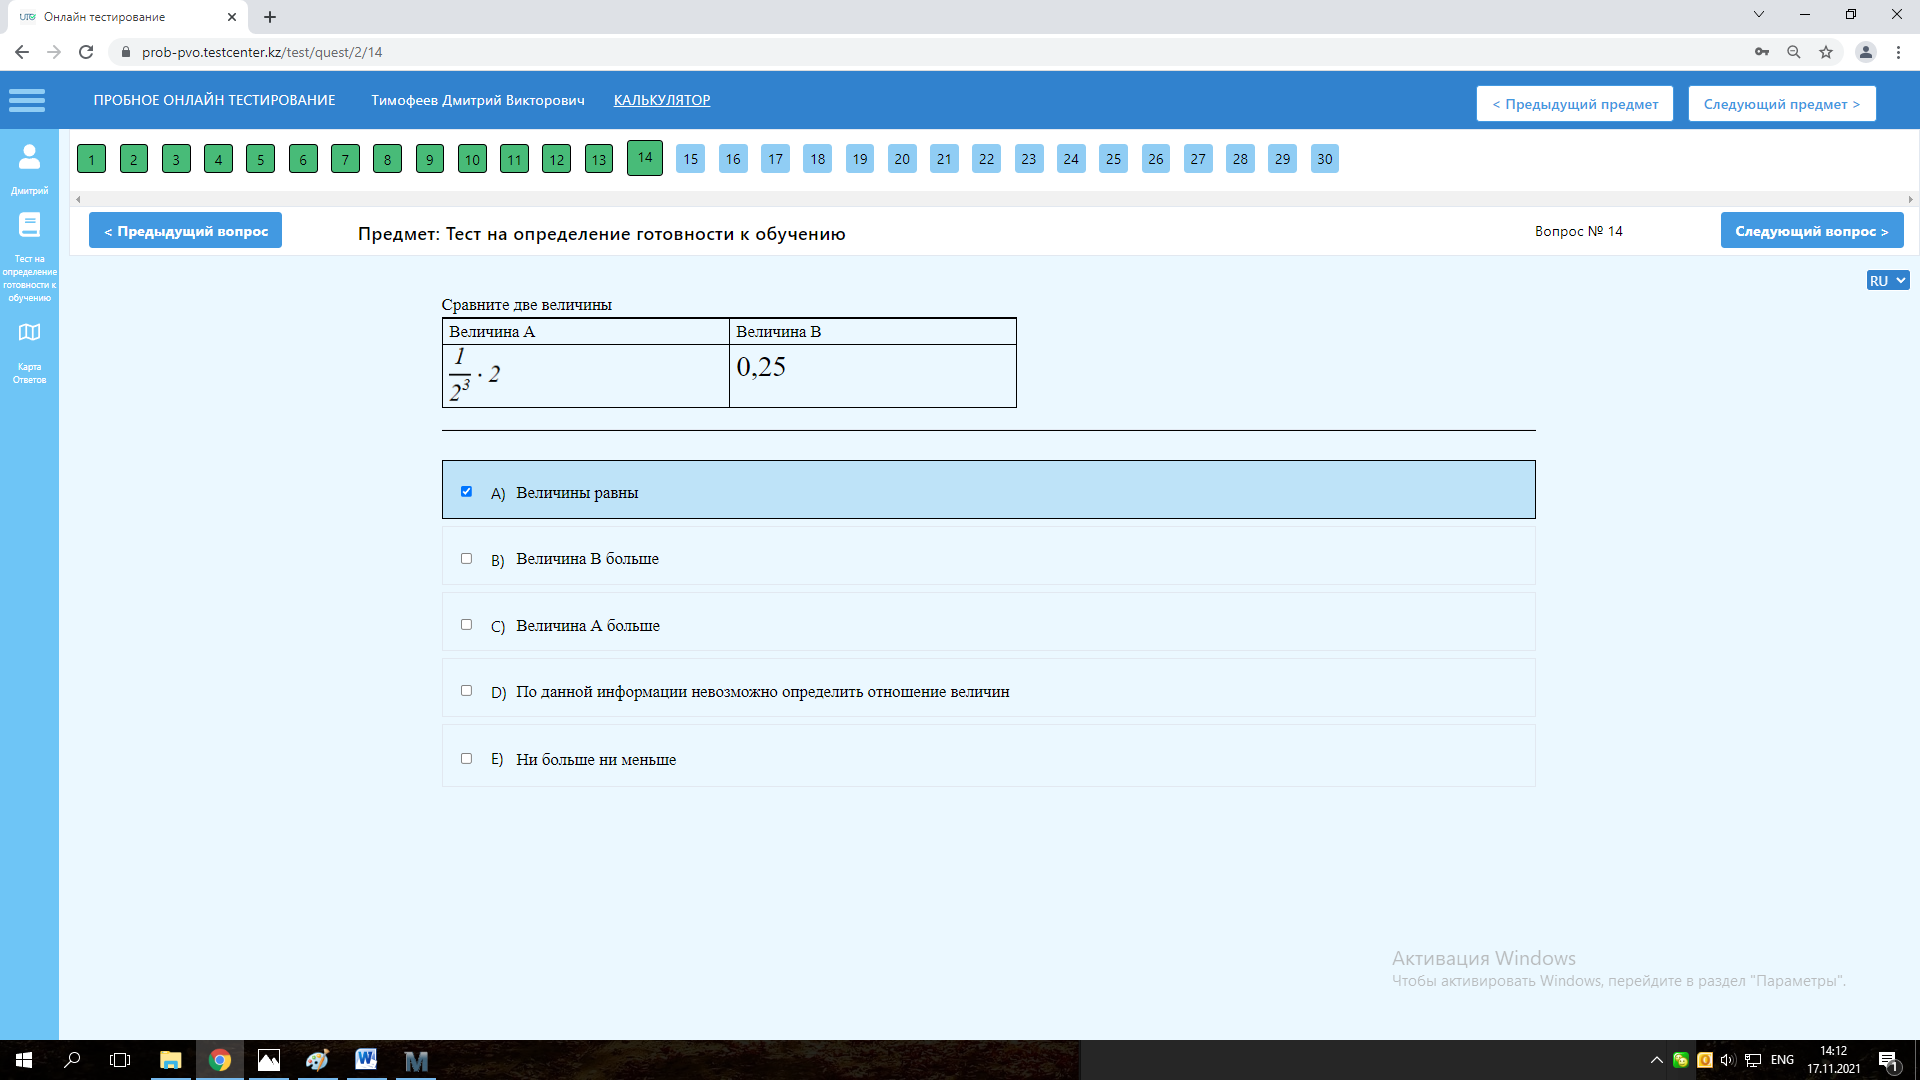 Онлайн тестирование
prob-pvo.testcenter.kz/test/quest/2/14
ПРОБНОЕ ОНЛАЙН ТЕСТИРОВАНИЕ Тимофеев Дмитрий Викторович КАЛЬКУЛЯТОР < Предыдущий предмет Следующий предмет >
1 2 3 4 5 6 7 8 9 10 11 12 13 14 15 16 17 18 19 20 21 22 23 24 25 26 27 28 29 30
Дмитрий
Тест на
определение
готовности к
обучению
Карта
Ответов
< Предыдущий вопрос Предмет: Тест на определение готовности к обучению Вопрос № 14 Следующий вопрос >
RU
Сравните две величины
Величина А Величина В
1/2³ · 2 0,25
A) Величины равны
B) Величина В больше
C) Величина А больше
D) По данной информации невозможно определить отношение величин
E) Ни больше ни меньше
Активация Windows
Чтобы активировать Windows, перейдите в раздел "Параметры".
ENG
14:12
17.11.2021
1